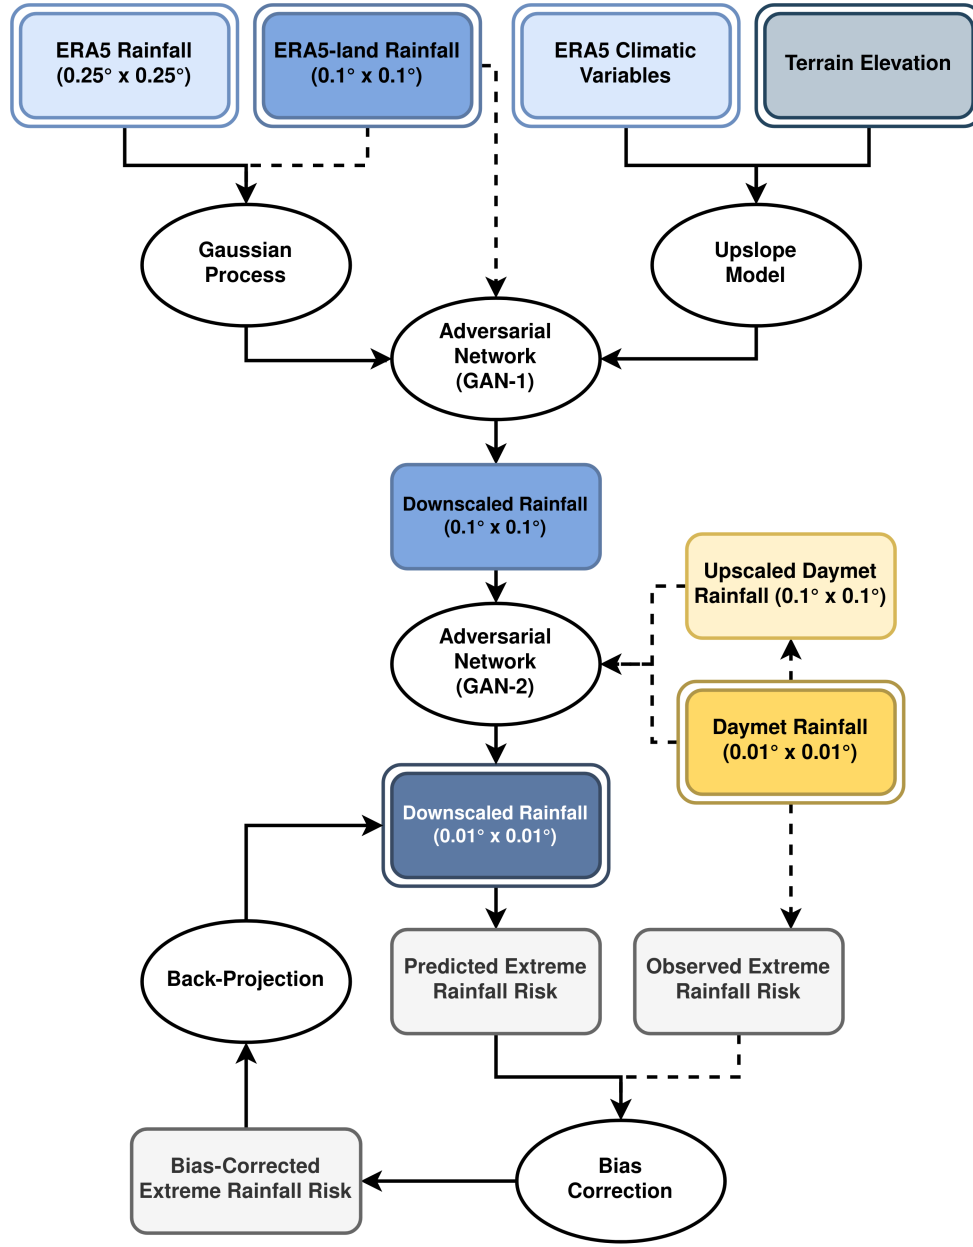 ERA5 Rainfall
(0.25° x 0.25°)
ERA5-land Rainfall
(0.1° x 0.1°)
ERA5 Climatic
Variables
Terrain Elevation
Gaussian
Process
Upslope
Model
Adversarial
Network
(GAN-1)
Downscaled Rainfall
(0.1° x 0.1°)
Upscaled Daymet
Rainfall (0.1° x 0.1°)
Adversarial
Network
(GAN-2)
Daymet Rainfall
(0.01° x 0.01°)
Downscaled Rainfall
(0.01° x 0.01°)
Back-Projection
Predicted Extreme
Rainfall Risk
Observed Extreme
Rainfall Risk
Bias-Corrected
Extreme Rainfall Risk
Bias
Correction